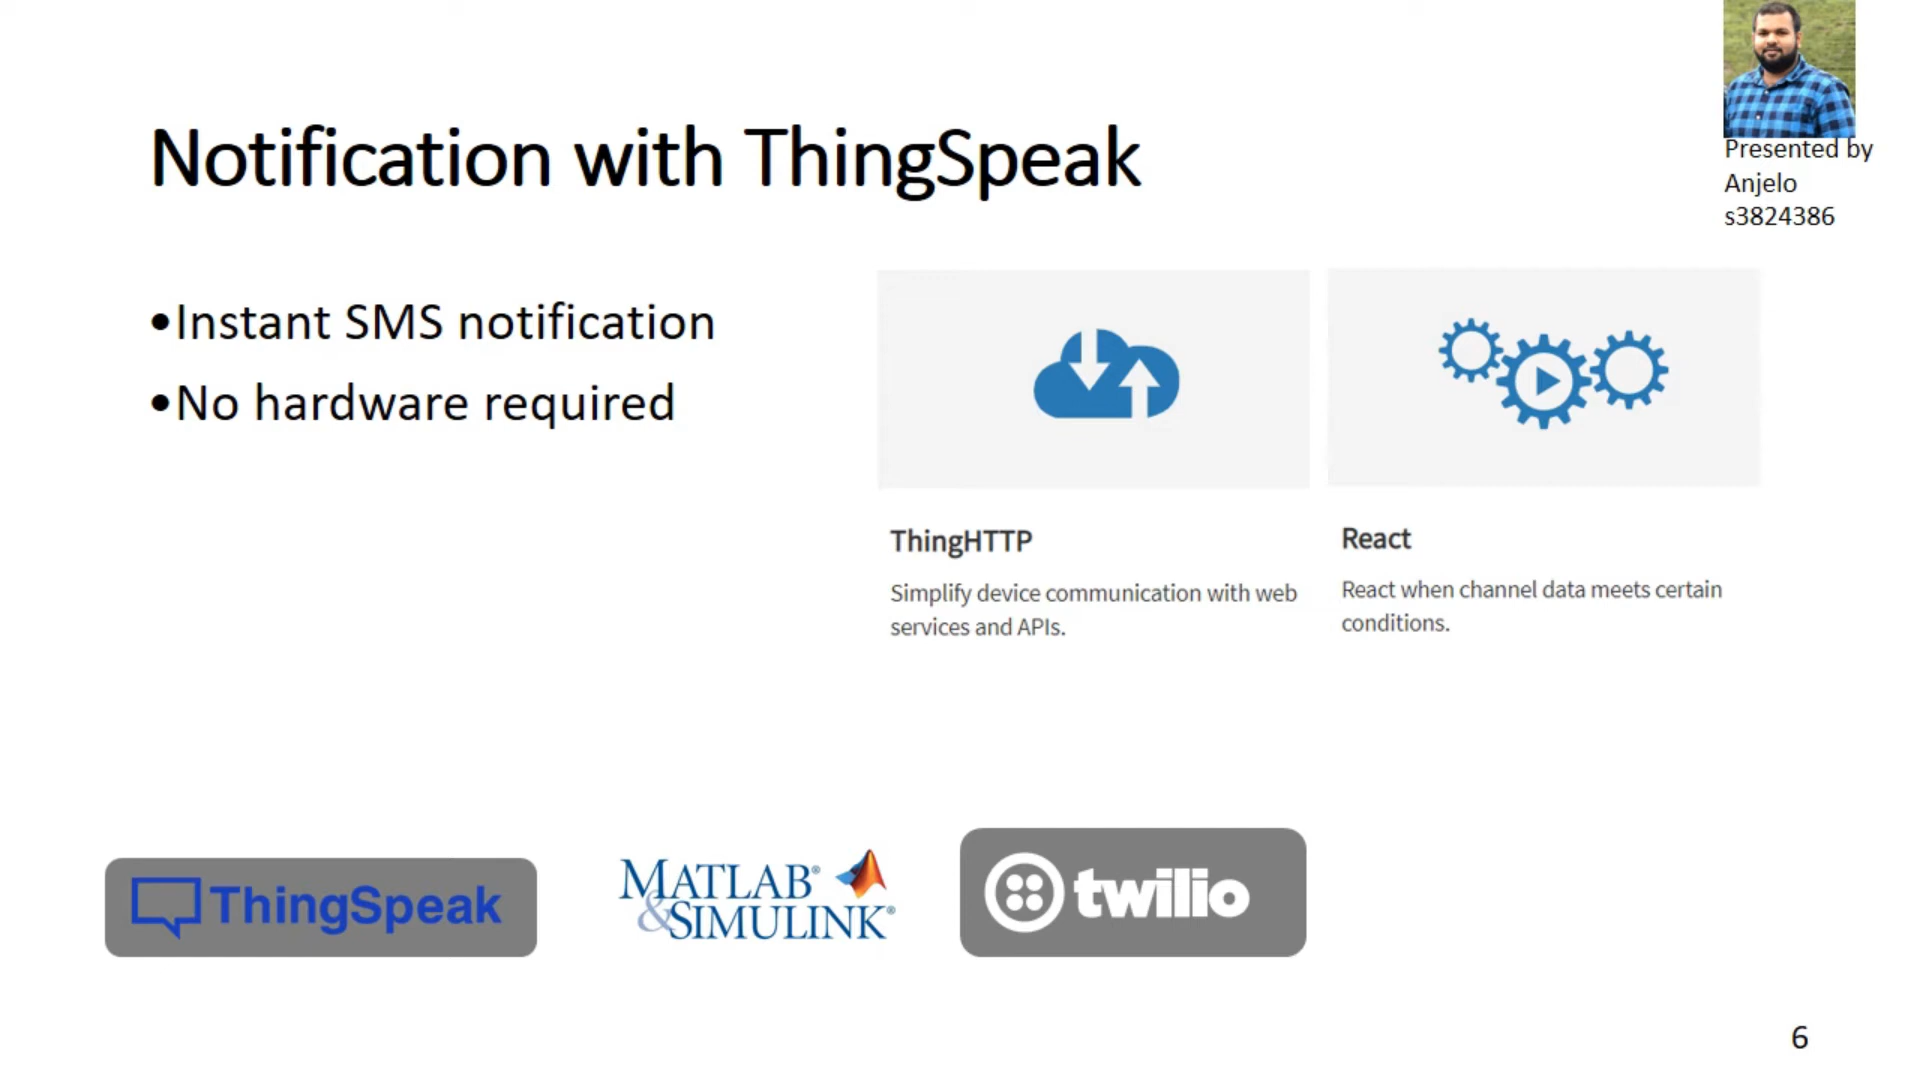 Notification with ThingSpeak
Presented by
Anjelo
s3824386
•Instant SMS notification
•No hardware required
ThingHTTP
Simplify device communication with web
services and APIs.
React
React when channel data meets certain
conditions.
ThingSpeak
MATLAB®
&SIMULINK®
twilio
6